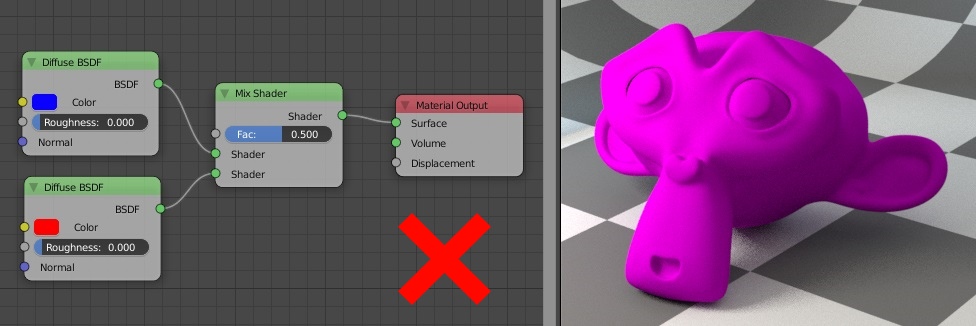 Diffuse BSDF
BSDF
Color
Roughness: 0.000
Normal
Diffuse BSDF
BSDF
Color
Roughness: 0.000
Normal
Mix Shader
Shader
Fac: 0.500
Shader
Shader
Material Output
Surface
Volume
Displacement